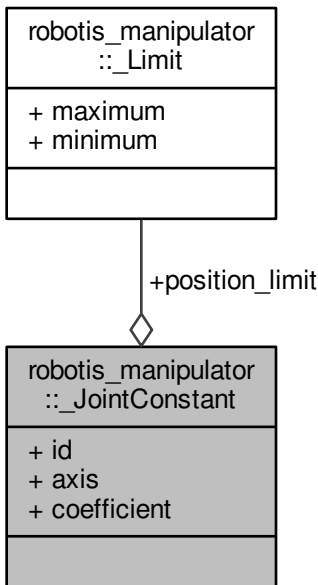 robotis_manipulator
::_Limit
+ maximum
+ minimum
+position_limit
robotis_manipulator
::_JointConstant
+ id
+ axis
+ coefficient